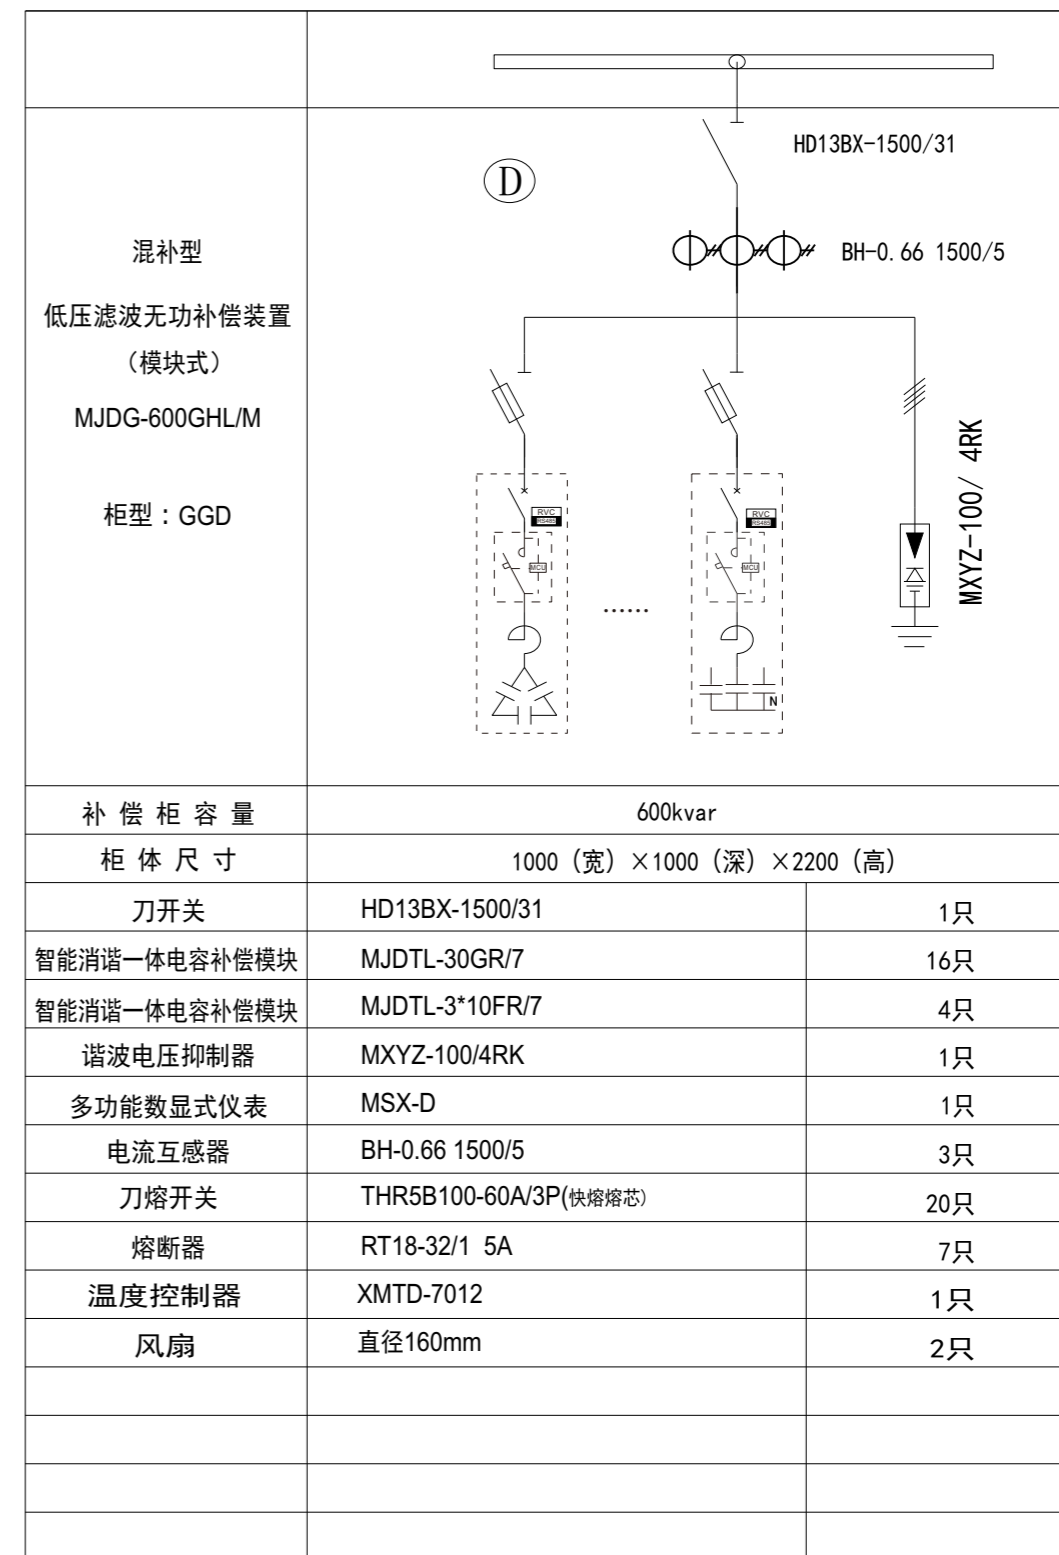 HD13BX-1500/31
D
BH-0.66 1500/5
混补型
低压滤波无功补偿装置
（模块式）
MJDG-600GHL/M
柜型：GGD
MXYZ-100/ 4RK
RVC
RS485
MCU
RVC
RS485
MCU
......
N
补 偿 柜 容 量 600kvar
柜 体 尺 寸 1000（宽）×1000（深）×2200（高）
刀开关 HD13BX-1500/31 1只
智能消谐一体电容补偿模块 MJDTL-30GR/7 16只
智能消谐一体电容补偿模块 MJDTL-3*10FR/7 4只
谐波电压抑制器 MXYZ-100/4RK 1只
多功能数显式仪表 MSX-D 1只
电流互感器 BH-0.66 1500/5 3只
刀熔开关 THR5B100-60A/3P(快熔熔芯） 20只
熔断器 RT18-32/1 5A 7只
温度控制器 XMTD-7012 1只
风扇 直径160mm 2只